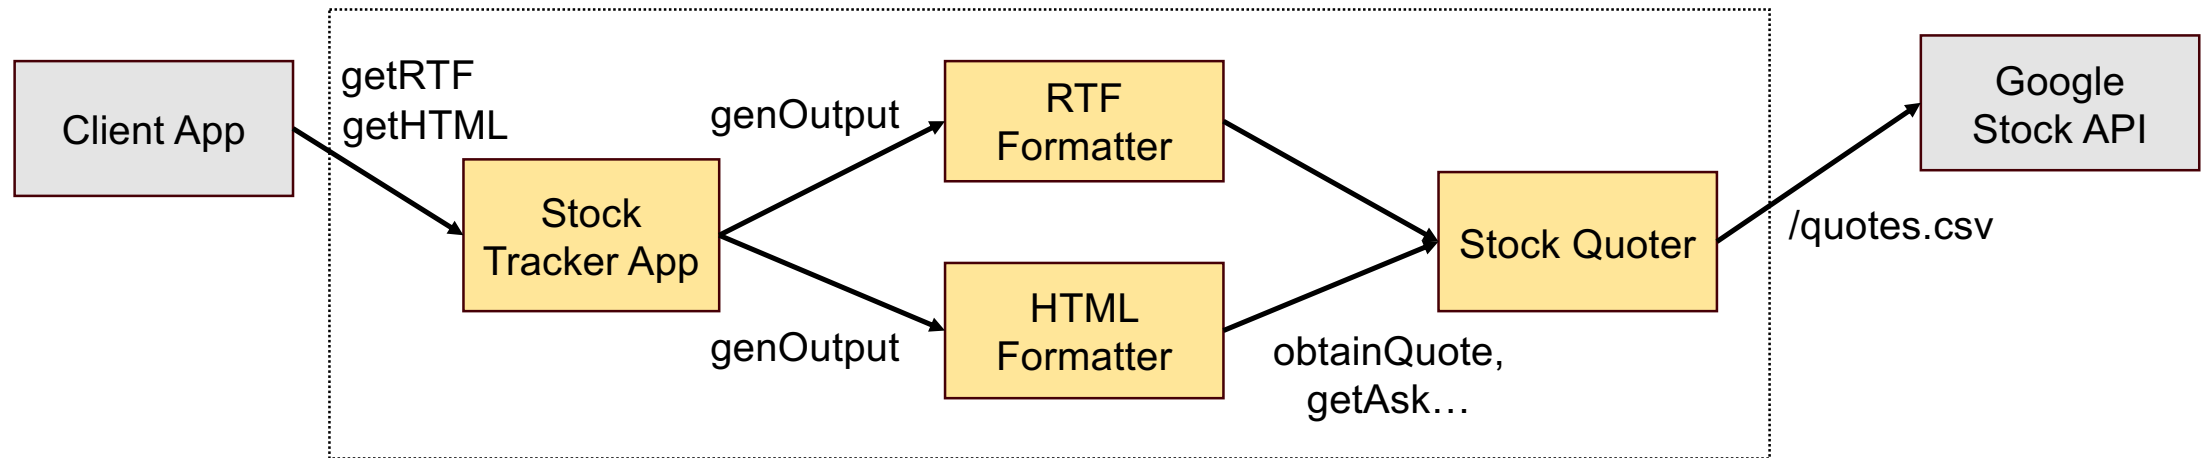 Client App
getRTF
getHTML
Stock
Tracker App
genOutput
genOutput
RTF
Formatter
HTML
Formatter
obtainQuote,
getAsk…
Stock Quoter
/quotes.csv
Google
Stock API